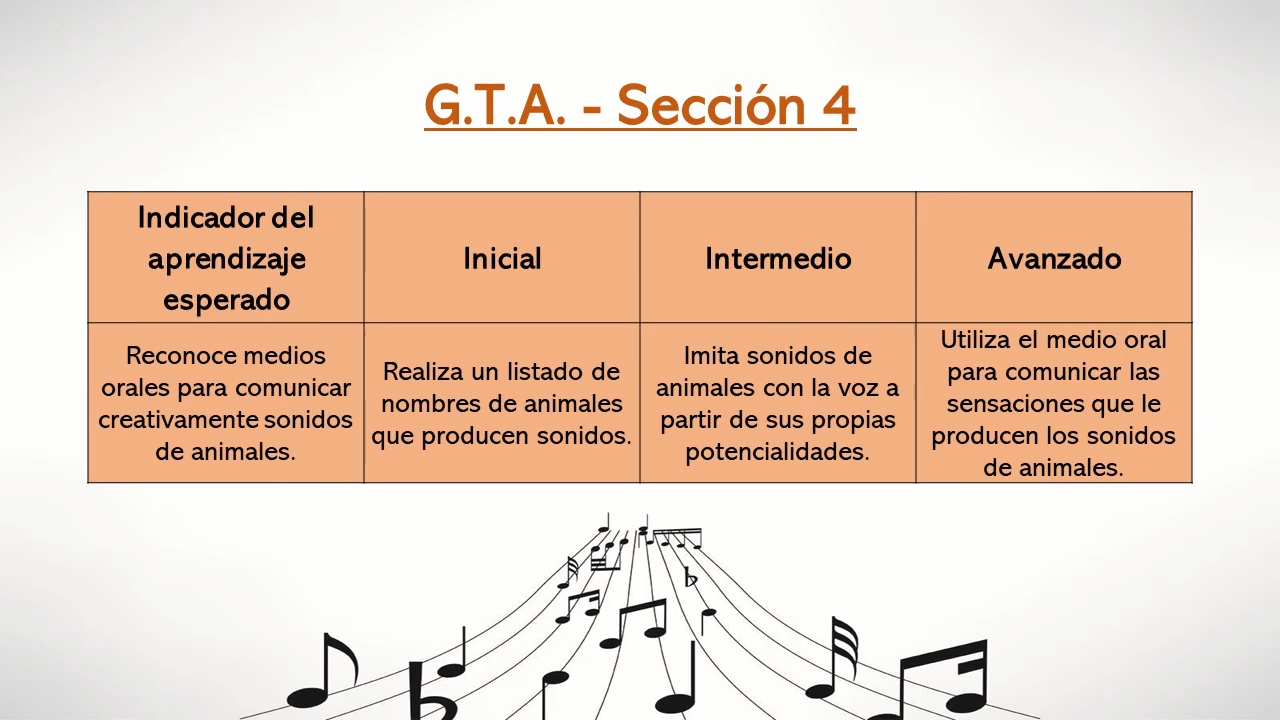 G.T.A. - Sección 4
Indicador del
aprendizaje
esperado
Inicial
Intermedio
Avanzado
Reconoce medios
orales para comunicar
creativamente sonidos
de animales.
Realiza un listado de
nombres de animales
que producen sonidos.
Imita sonidos de
animales con la voz a
partir de sus propias
potencialidades.
Utiliza el medio oral
para comunicar las
sensaciones que le
producen los sonidos
de animales.